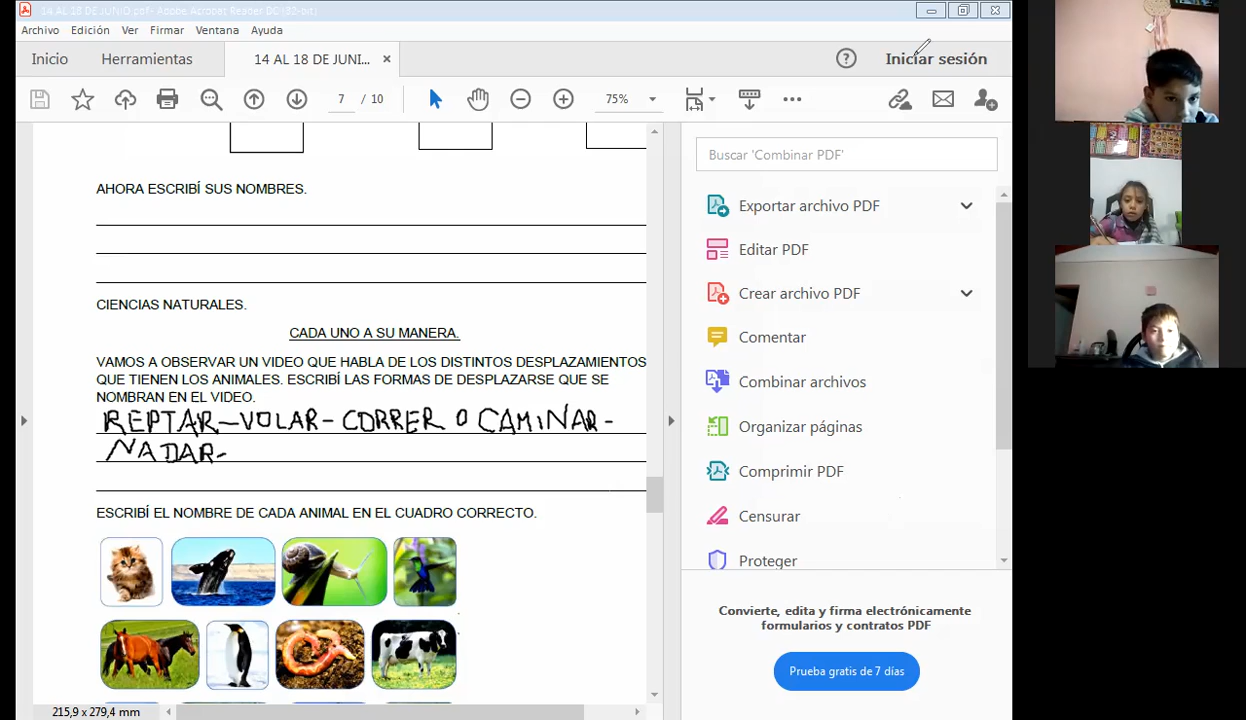 14 AL 18 DE JUNIO.pdf - Adobe Acrobat Reader DC (32-bit)
Archivo Edición Ver Firmar Ventana Ayuda
Inicio Herramientas 14 AL 18 DE JUNI... × Iniciar sesión
7 / 10 75%
AHORA ESCRIBÍ SUS NOMBRES.
CIENCIAS NATURALES.
CADA UNO A SU MANERA.
VAMOS A OBSERVAR UN VIDEO QUE HABLA DE LOS DISTINTOS DESPLAZAMIENTOS
QUE TIENEN LOS ANIMALES. ESCRIBÍ LAS FORMAS DE DESPLAZARSE QUE SE
NOMBRAN EN EL VIDEO.
REPTAR-VOLAR-CORRER O CAMINAR-
NADAR-
ESCRIBÍ EL NOMBRE DE CADA ANIMAL EN EL CUADRO CORRECTO.
215,9 x 279,4 mm
Buscar 'Combinar PDF'
Exportar archivo PDF
Editar PDF
Crear archivo PDF
Comentar
Combinar archivos
Organizar páginas
Comprimir PDF
Censurar
Proteger
Convierte, edita y firma electrónicamente
formularios y contratos PDF
Prueba gratis de 7 días